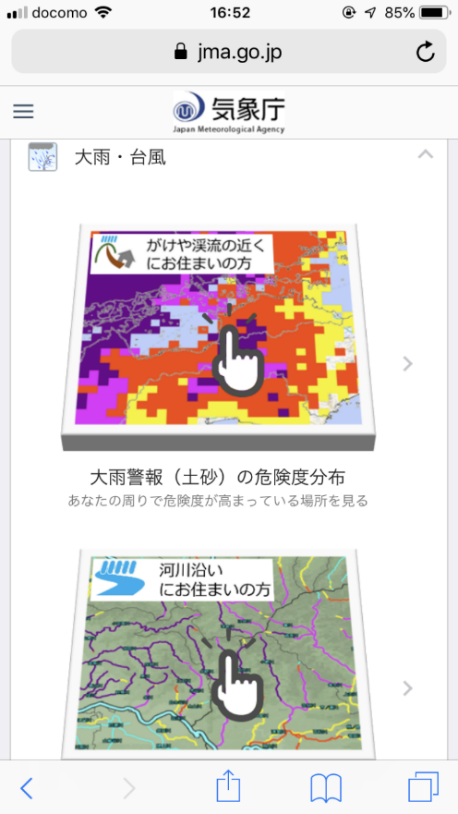 docomo 16:52 85%
jma.go.jp
気象庁
Japan Meteorological Agency
大雨・台風
がけや渓流の近く
にお住まいの方
大雨警報（土砂）の危険度分布
あなたの周りで危険度が高まっている場所を見る
河川沿い
にお住まいの方